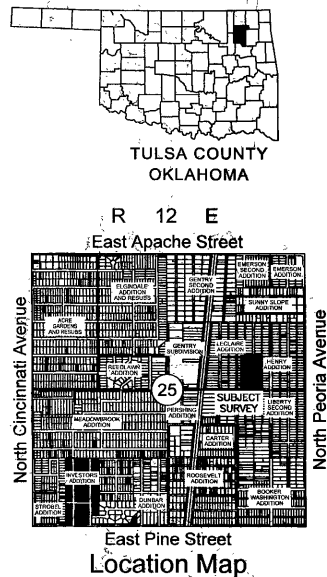 TULSA COUNTY
OKLAHOMA
R 12 E
East Apache Street
North Cincinnati Avenue
North Peoria Avenue
ELGINDALE
ADDITION
AND RESUBS
GENTRY
SECOND
ADDITION
EMERSON
SECOND
ADDITION
EMERSON
ADDITION
SUNNY SLOPE
ADDITION
ACRE
GARDENS
AND RESUBS
GENTRY
SUBDIVISION
LECLAIRE
ADDITION
REEDLAWN
ADDITION
HENRY
ADDITION
25
PERSHING
ADDITION
SUBJECT
SURVEY
LIBERTY
SECOND
ADDITION
MEADOWBROOK
ADDITION
CARTER
ADDITION
INVESTORS
ADDITION
ROOSEVELT
ADDITION
STROBEL
ADDITION
DUNBAR
ADDITION
BOOKER
WASHINGTON
ADDITION
East Pine Street
Location Map